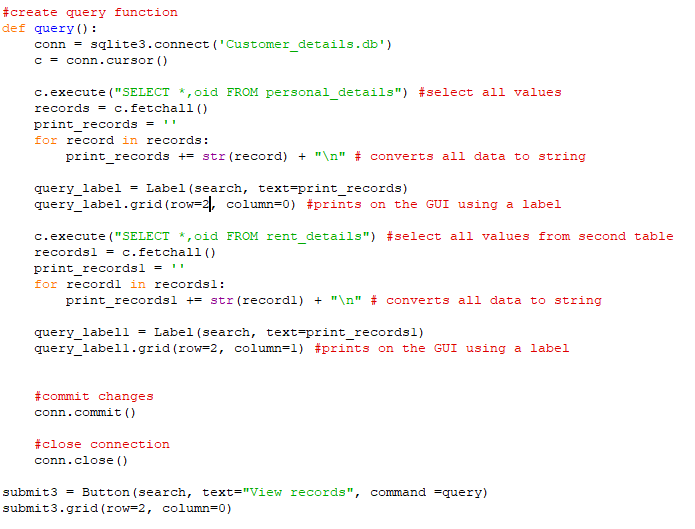 #create query function
def query():
    conn = sqlite3.connect('Customer_details.db')
    c = conn.cursor()

    c.execute("SELECT *,oid FROM personal_details") #select all values
    records = c.fetchall()
    print_records = ''
    for record in records:
        print_records += str(record) + "\n" # converts all data to string

    query_label = Label(search, text=print_records)
    query_label.grid(row=2, column=0) #prints on the GUI using a label

    c.execute("SELECT *,oid FROM rent_details") #select all values from second table
    records1 = c.fetchall()
    print_records1 = ''
    for record1 in records1:
        print_records1 += str(record1) + "\n" # converts all data to string

    query_label1 = Label(search, text=print_records1)
    query_label1.grid(row=2, column=1) #prints on the GUI using a label


    #commit changes
    conn.commit()

    #close connection
    conn.close()

submit3 = Button(search, text="View records", command =query)
submit3.grid(row=2, column=0)